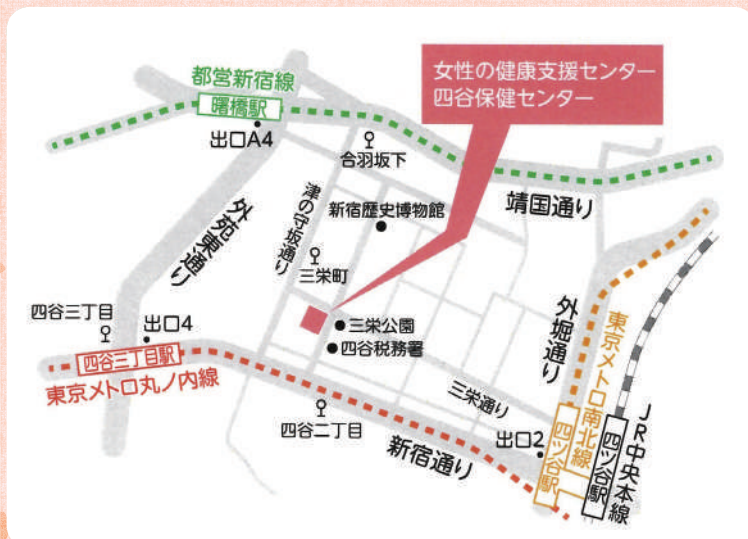 都営新宿線
曙橋駅
出口A4
女性の健康支援センター
四谷保健センター
合羽坂下
靖国通り
外苑東通り
津の守坂通り
新宿歴史博物館
三栄町
四谷三丁目
出口4
四谷三丁目駅
東京メトロ丸ノ内線
三栄公園
四谷税務署
三栄通り
四谷二丁目
新宿通り
出口2
外堀通り
東京メトロ南北線
四ツ谷駅
JR中央本線
四ツ谷駅